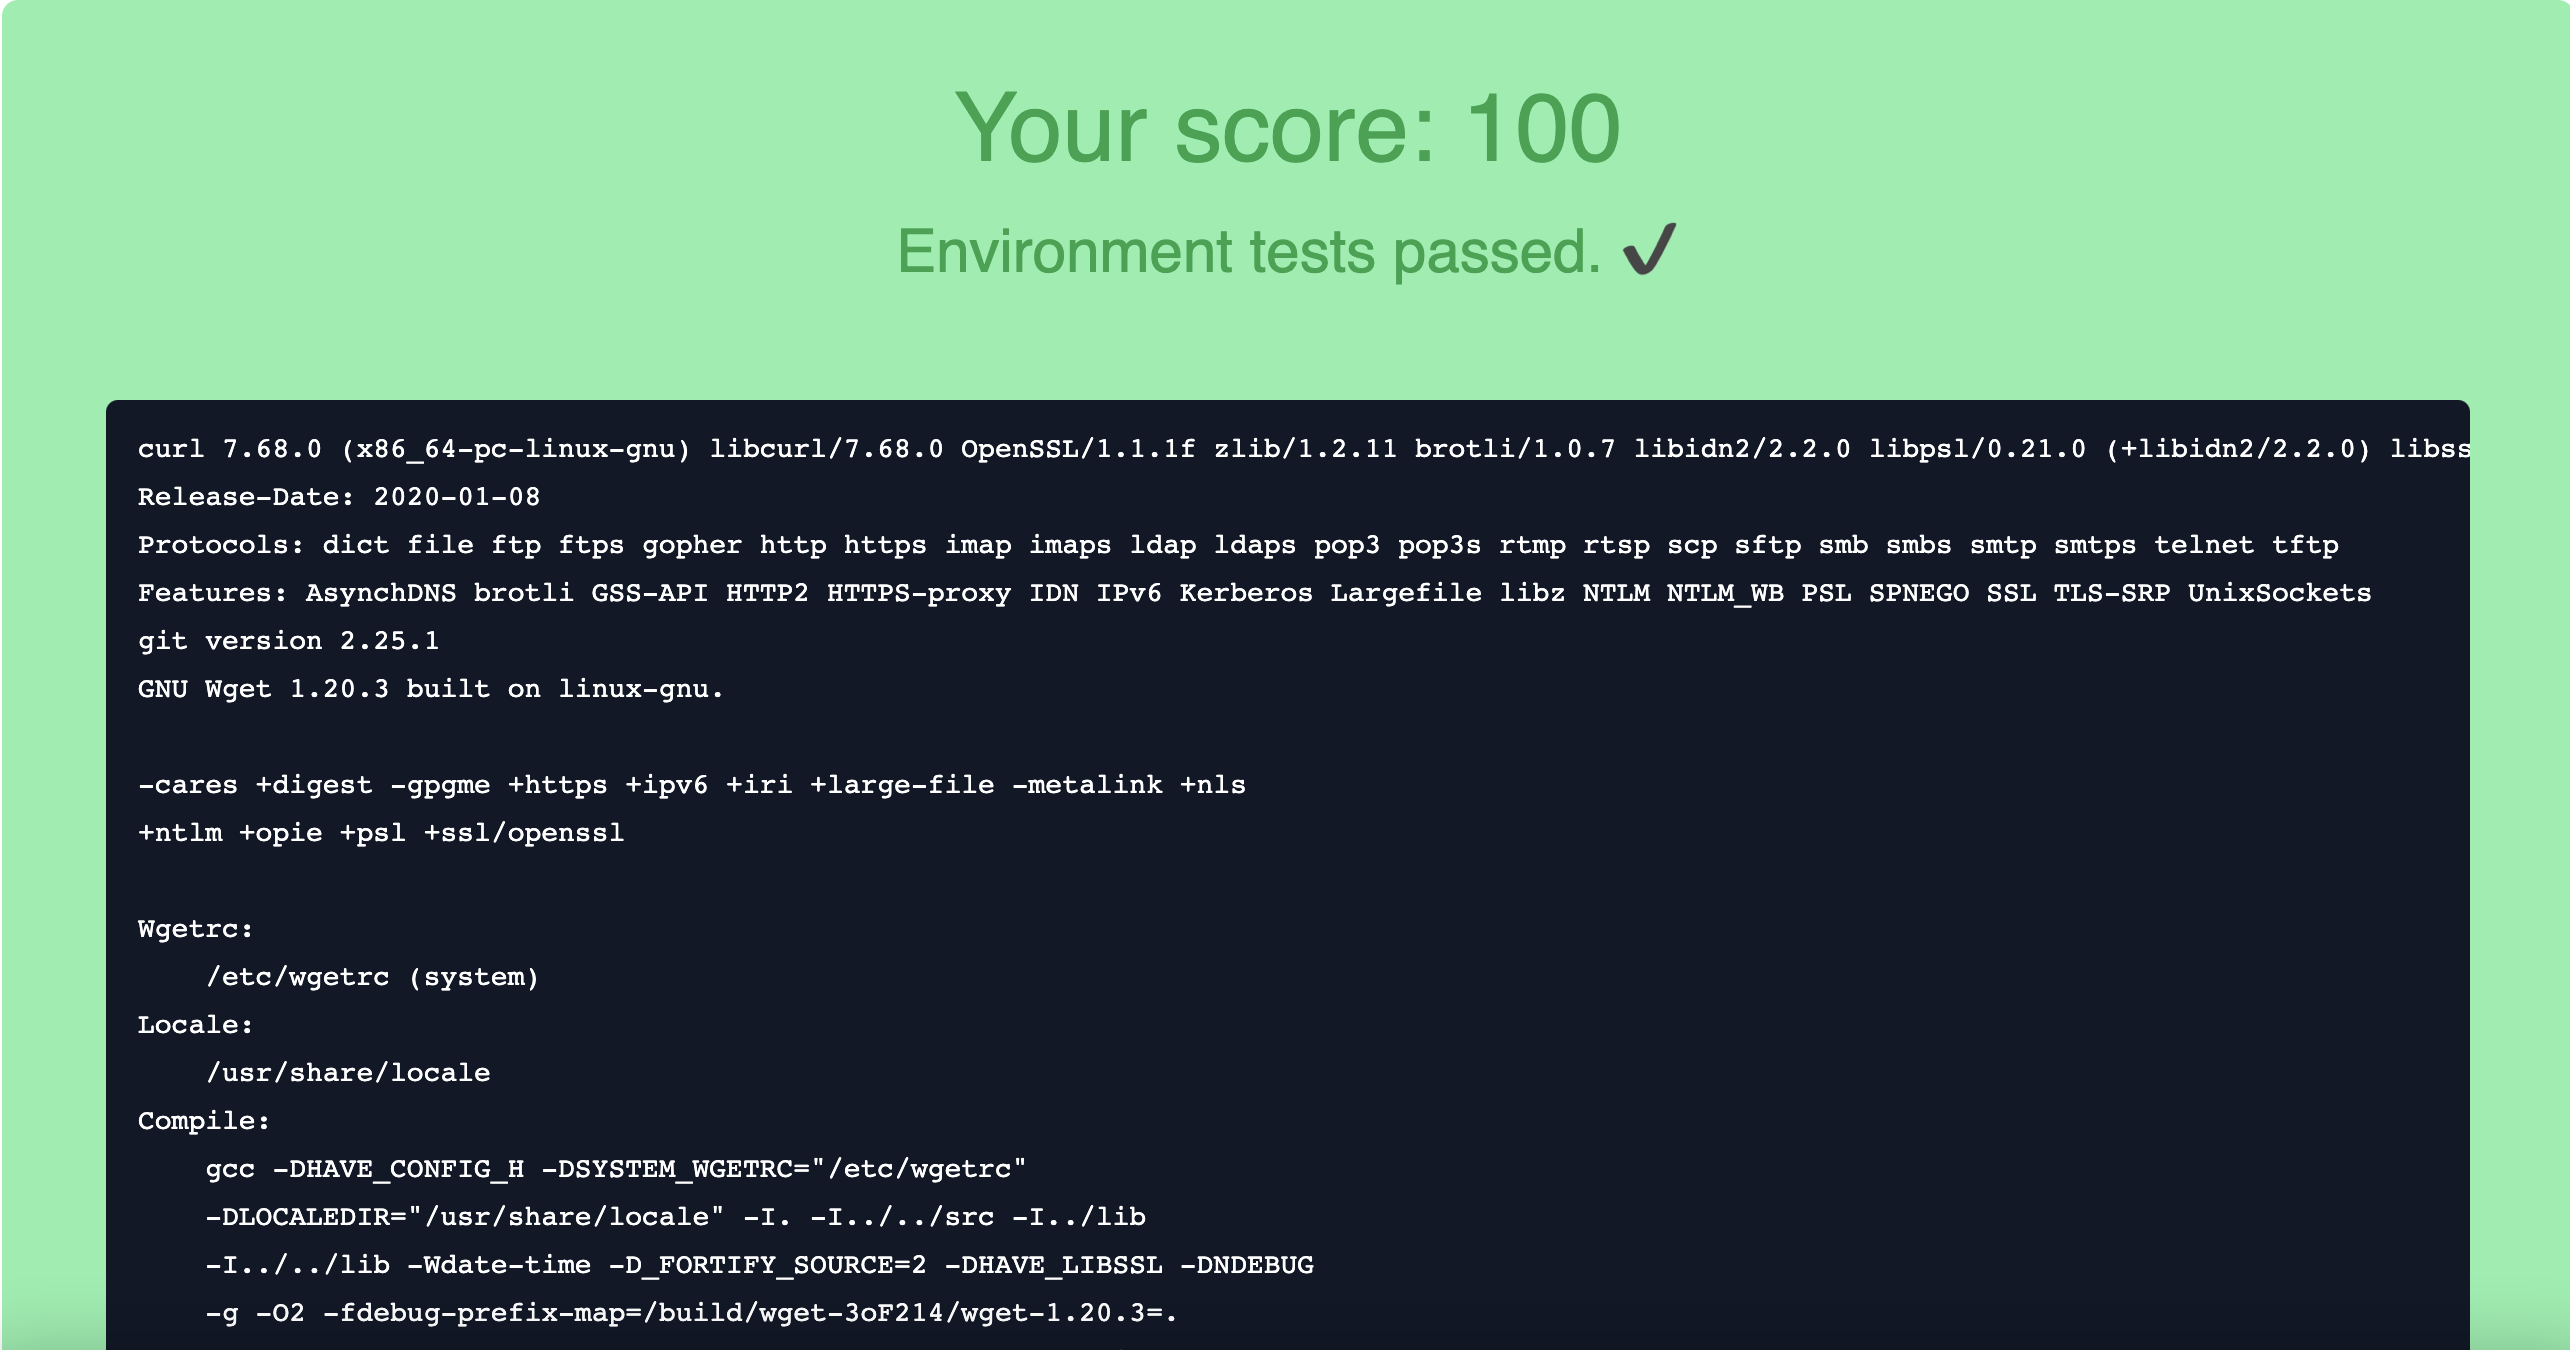 Your score: 100
Environment tests passed. ✔
curl 7.68.0 (x86_64-pc-linux-gnu) libcurl/7.68.0 OpenSSL/1.1.1f zlib/1.2.11 brotli/1.0.7 libidn2/2.2.0 libpsl/0.21.0 (+libidn2/2.2.0) libss
Release-Date: 2020-01-08
Protocols: dict file ftp ftps gopher http https imap imaps ldap ldaps pop3 pop3s rtmp rtsp scp sftp smb smbs smtp smtps telnet tftp
Features: AsynchDNS brotli GSS-API HTTP2 HTTPS-proxy IDN IPv6 Kerberos Largefile libz NTLM NTLM_WB PSL SPNEGO SSL TLS-SRP UnixSockets
git version 2.25.1
GNU Wget 1.20.3 built on linux-gnu.
-cares +digest -gpgme +https +ipv6 +iri +large-file -metalink +nls
+ntlm +opie +psl +ssl/openssl
Wgetrc:
/etc/wgetrc (system)
Locale:
/usr/share/locale
Compile:
gcc -DHAVE_CONFIG_H -DSYSTEM_WGETRC="/etc/wgetrc"
-DLOCALEDIR="/usr/share/locale" -I. -I../../src -I../lib
-I../../lib -Wdate-time -D_FORTIFY_SOURCE=2 -DHAVE_LIBSSL -DNDEBUG
-g -O2 -fdebug-prefix-map=/build/wget-3oF214/wget-1.20.3=.